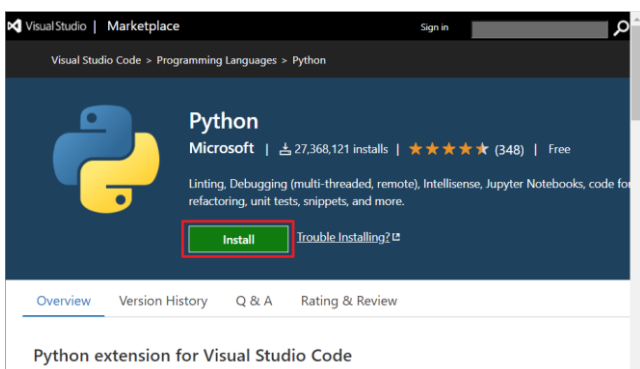 Visual Studio | Marketplace Sign in
Visual Studio Code > Programming Languages > Python
Python
Microsoft | 27,368,121 installs | (348) | Free
Linting, Debugging (multi-threaded, remote), Intellisense, Jupyter Notebooks, code for
refactoring, unit tests, snippets, and more.
Install Trouble Installing?
Overview Version History Q & A Rating & Review
Python extension for Visual Studio Code